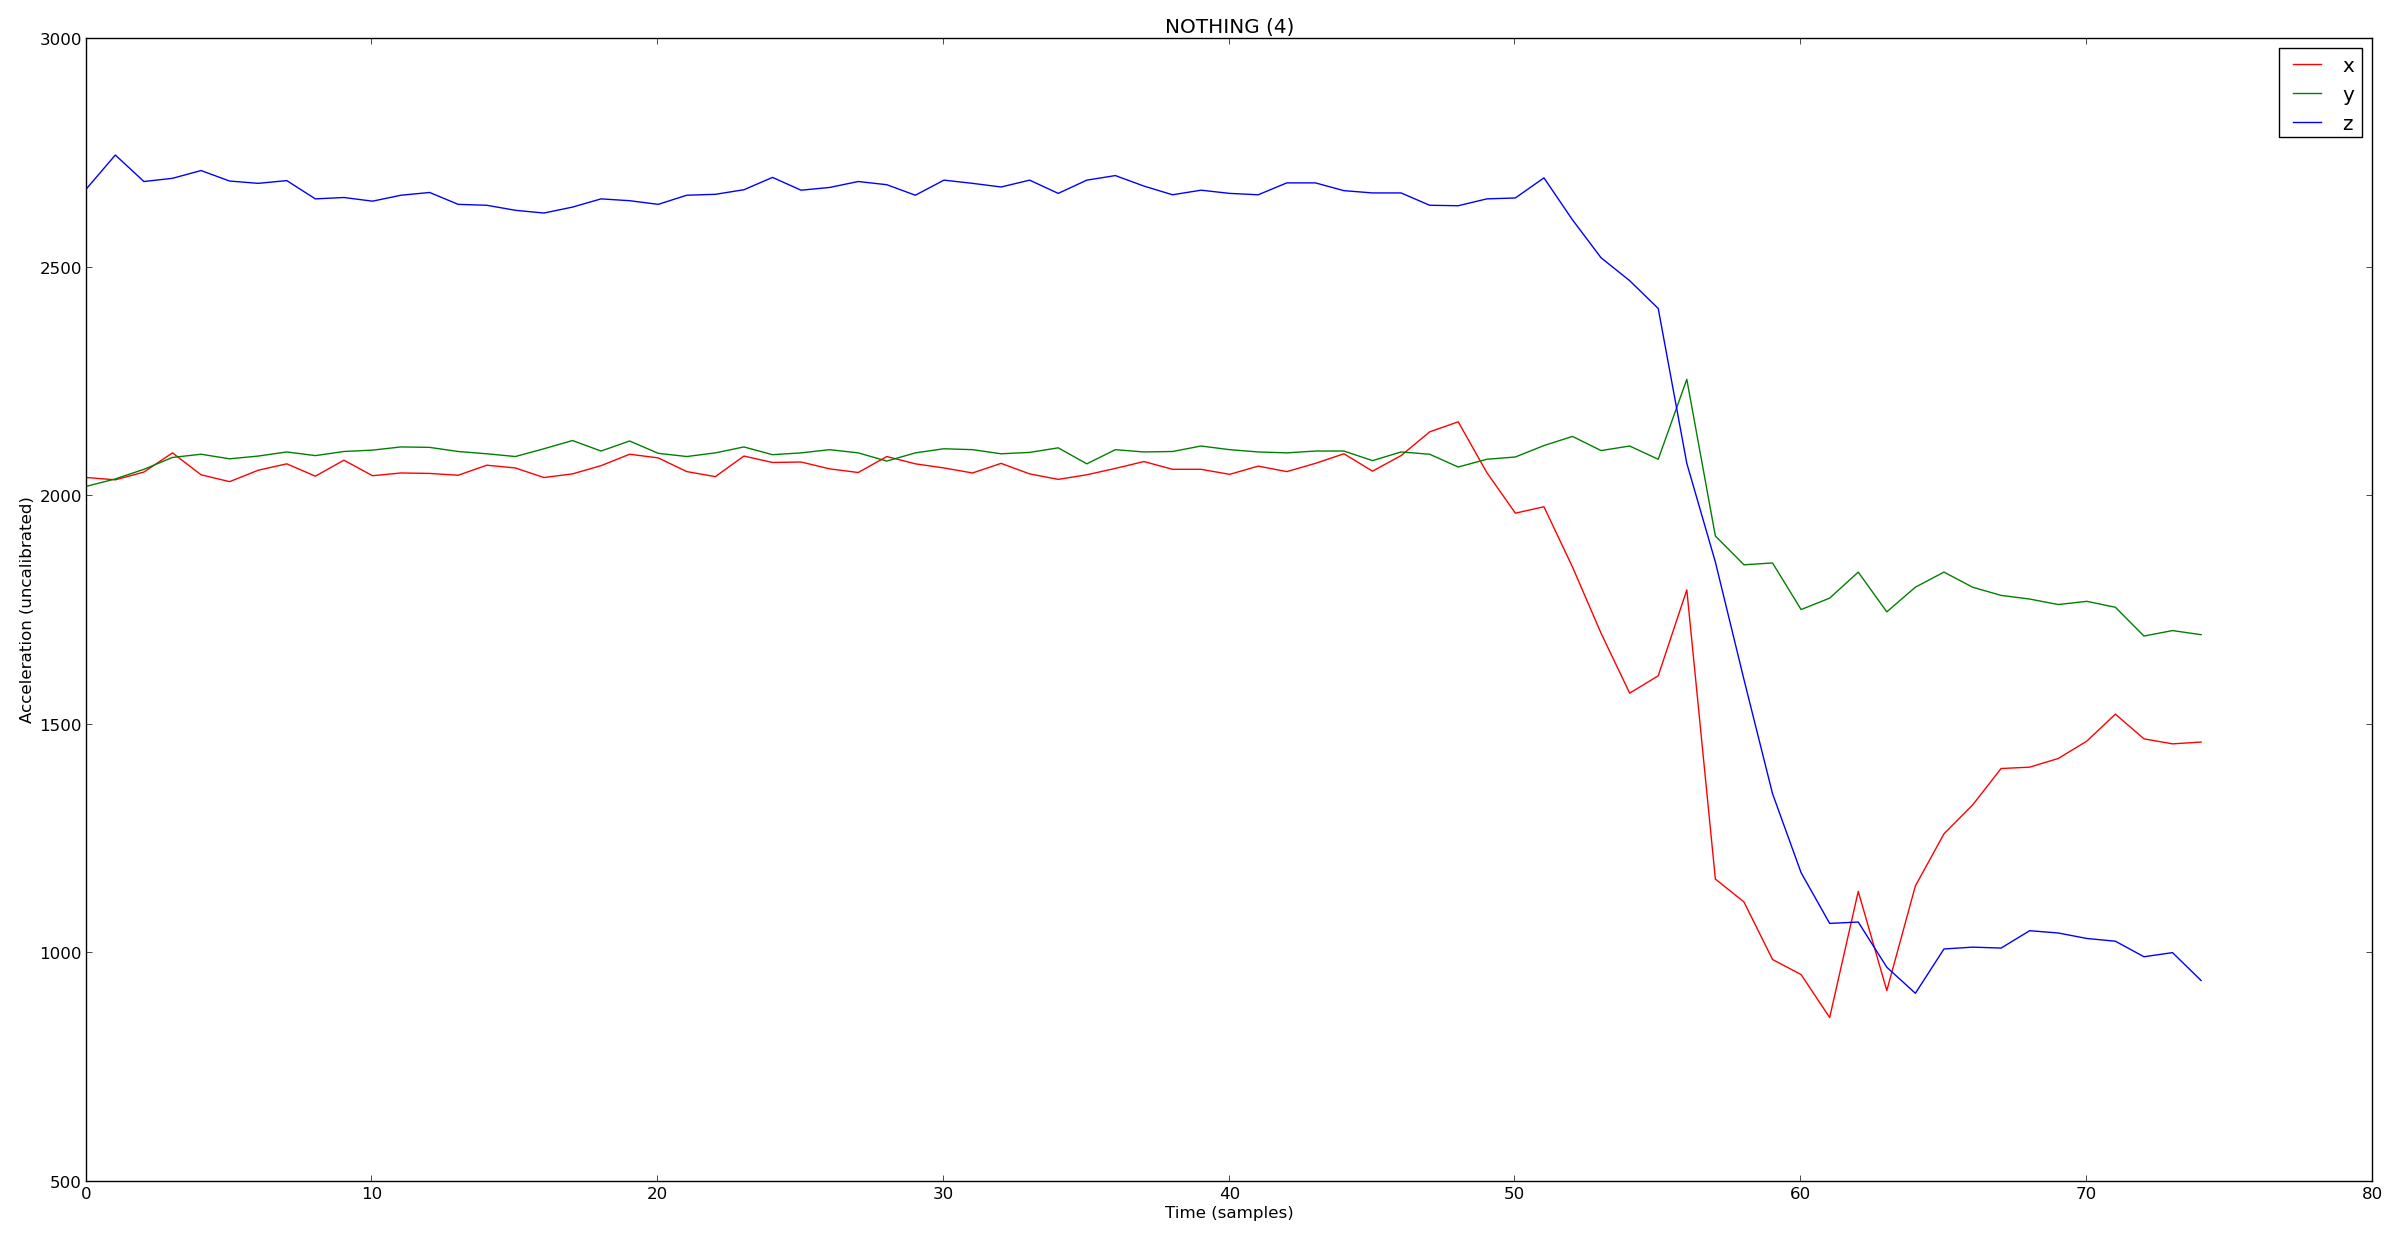 NOTHING (4)
3000
2500
2000
1500
1000
500
Acceleration (uncalibrated)
x
y
z
0 10 20 30 40 50 60 70 80
Time (samples)